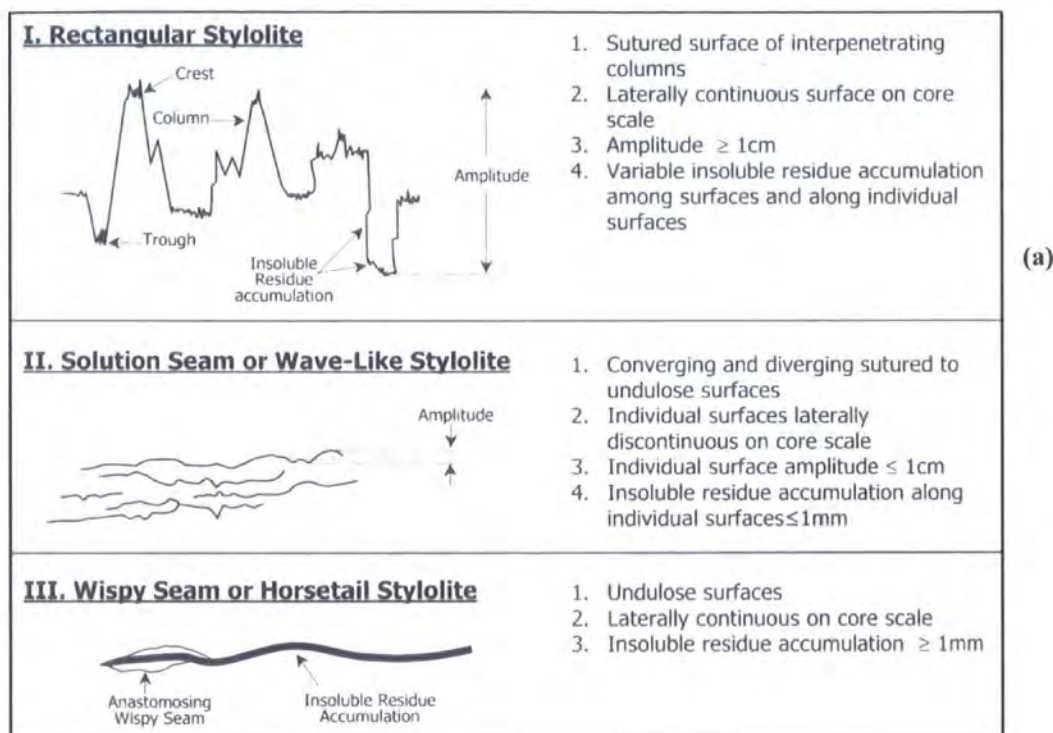 I. Rectangular Stylolite
Crest
Column
Amplitude
Trough
Insoluble
Residue
accumulation
1. Sutured surface of interpenetrating
columns
2. Laterally continuous surface on core
scale
3. Amplitude ≥ 1cm
4. Variable insoluble residue accumulation
among surfaces and along individual
surfaces
(a)
II. Solution Seam or Wave-Like Stylolite
Amplitude
1. Converging and diverging sutured to
undulose surfaces
2. Individual surfaces laterally
discontinuous on core scale
3. Individual surface amplitude ≤ 1cm
4. Insoluble residue accumulation along
individual surfaces≤1mm
III. Wispy Seam or Horsetail Stylolite
Anastomosing
Wispy Seam
Insoluble Residue
Accumulation
1. Undulose surfaces
2. Laterally continuous on core scale
3. Insoluble residue accumulation ≥ 1mm